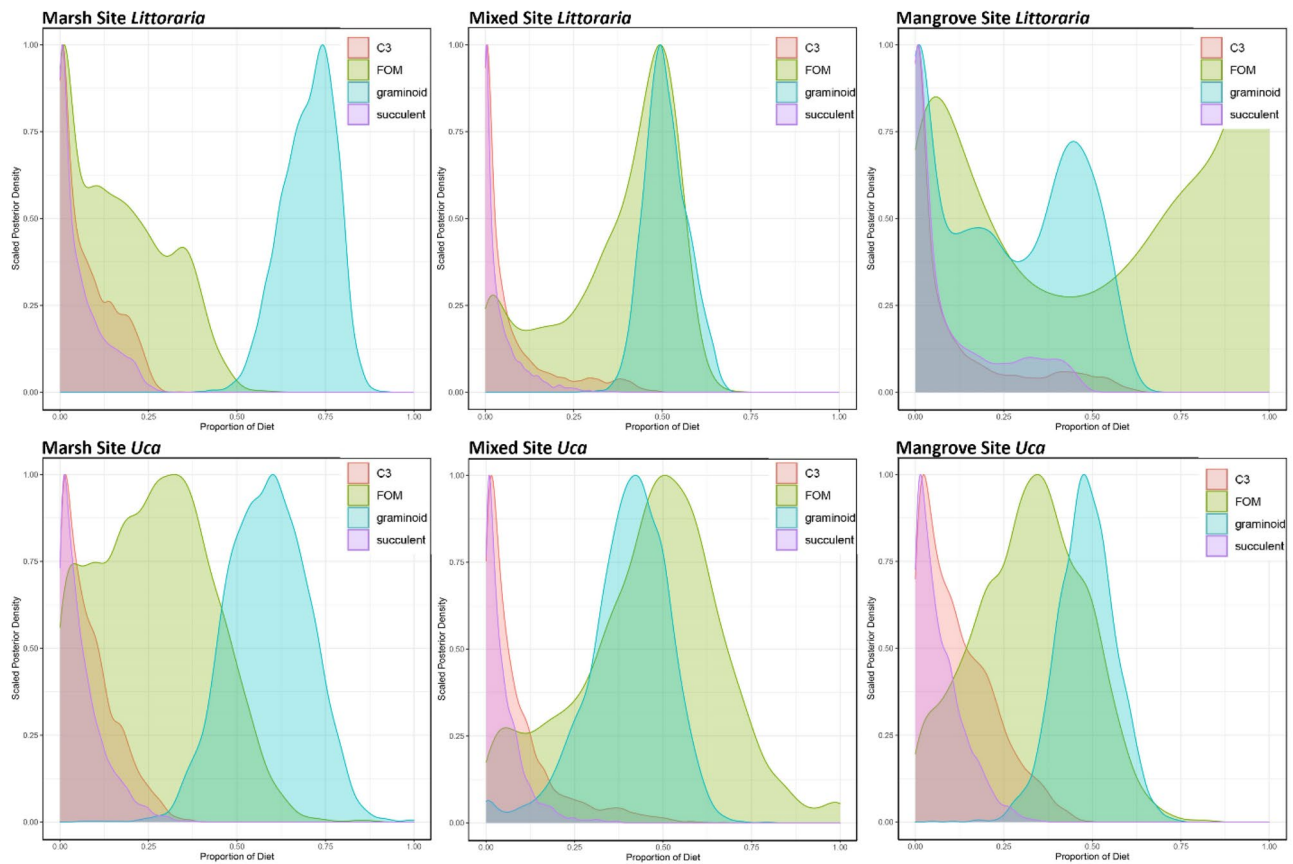 Marsh Site Littoraria
Mixed Site Littoraria
Mangrove Site Littoraria
Scaled Posterior Density
1.00
0.75
0.50
0.25
0.00
0.00 0.25 0.50 0.75 1.00
Proportion of Diet
C3
FOM
graminoid
succulent
Scaled Posterior Density
1.00
0.75
0.50
0.25
0.00
0.00 0.25 0.50 0.75 1.00
Proportion of Diet
C3
FOM
graminoid
succulent
Scaled Posterior Density
1.00
0.75
0.50
0.25
0.00
0.00 0.25 0.50 0.75 1.00
Proportion of Diet
C3
FOM
graminoid
succulent
Marsh Site Uca
Mixed Site Uca
Mangrove Site Uca
Scaled Posterior Density
1.00
0.75
0.50
0.25
0.00
0.00 0.25 0.50 0.75 1.00
Proportion of Diet
C3
FOM
graminoid
succulent
Scaled Posterior Density
1.00
0.75
0.50
0.25
0.00
0.00 0.25 0.50 0.75 1.00
Proportion of Diet
C3
FOM
graminoid
succulent
Scaled Posterior Density
1.00
0.75
0.50
0.25
0.00
0.00 0.25 0.50 0.75 1.00
Proportion of Diet
C3
FOM
graminoid
succulent